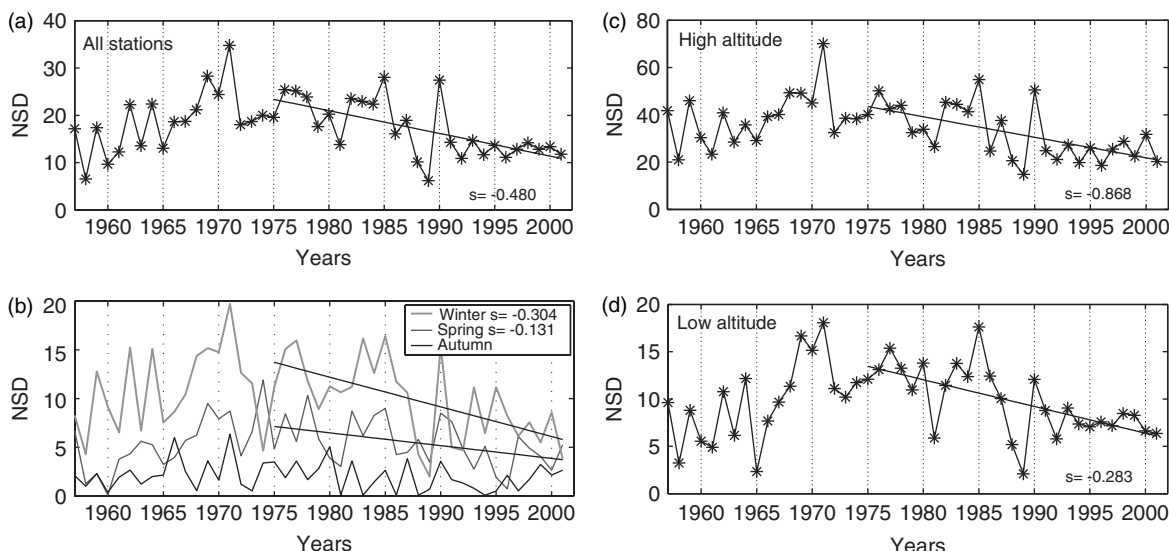 (a)
All stations
NSD
40
30
20
10
0
s= -0.480
1960 1965 1970 1975 1980 1985 1990 1995 2000
Years
(c)
High altitude
NSD
80
60
40
20
0
s= -0.868
1960 1965 1970 1975 1980 1985 1990 1995 2000
Years
(b)
NSD
20
15
10
5
0
Winter s= -0.304
Spring s= -0.131
Autumn
1960 1965 1970 1975 1980 1985 1990 1995 2000
Years
(d)
Low altitude
NSD
20
15
10
5
0
s= -0.283
1960 1965 1970 1975 1980 1985 1990 1995 2000
Years